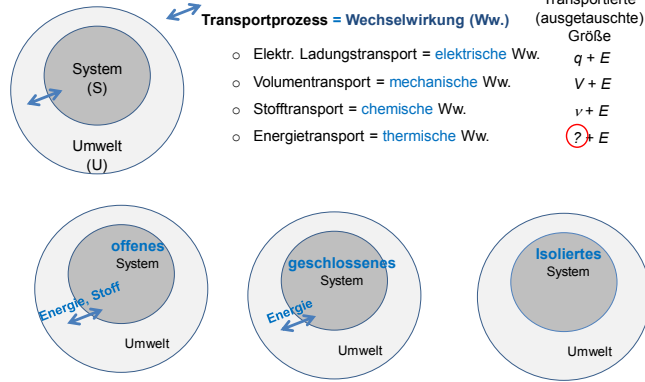 Transportierte
(ausgetauschte)
Größe
Transportprozess = Wechselwirkung (Ww.)
○ Elektr. Ladungstransport = elektrische Ww. q + E
○ Volumentransport = mechanische Ww. V + E
○ Stofftransport = chemische Ww. ν + E
○ Energietransport = thermische Ww. ? + E
System
(S)
Umwelt
(U)
offenes
System
Energie, Stoff
Umwelt
geschlossenes
System
Energie
Umwelt
Isoliertes
System
Umwelt